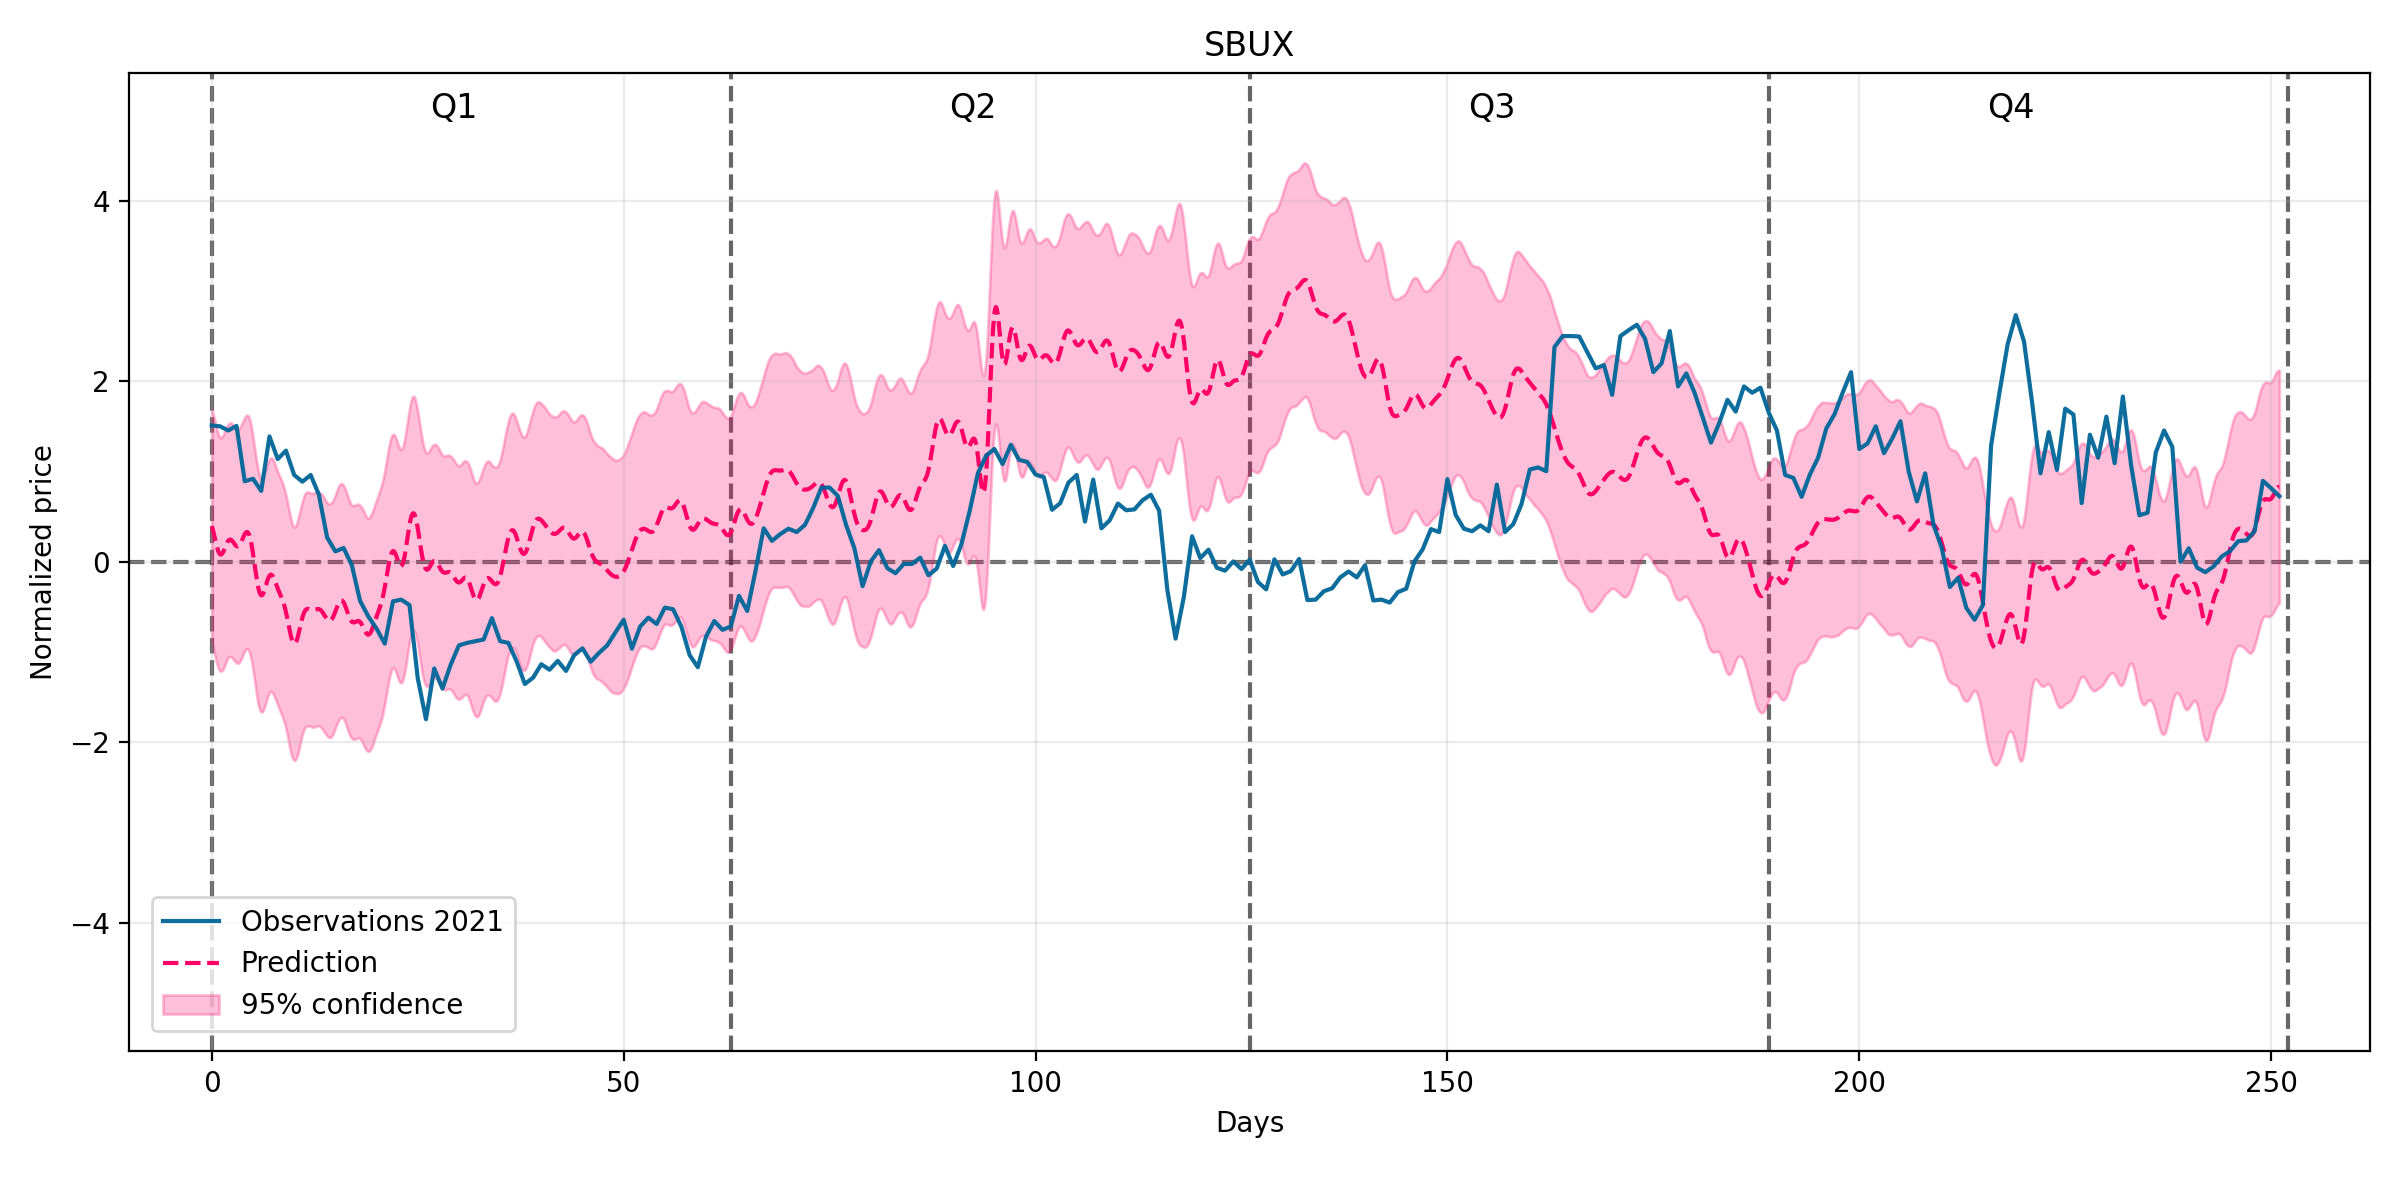 SBUX
Q1 Q2 Q3 Q4
Normalized price
4
2
0
−2
−4
Observations 2021
Prediction
95% confidence
0 50 100 150 200 250
Days